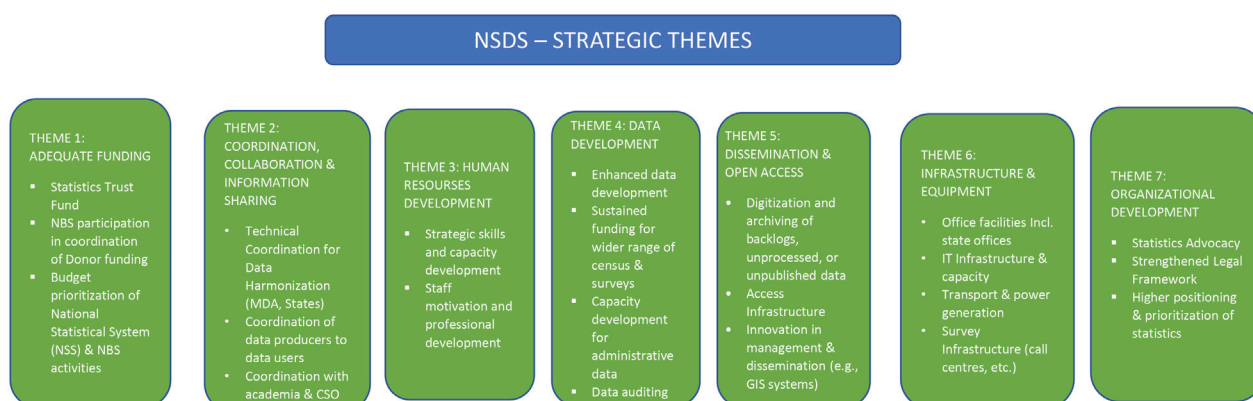 NSDS – STRATEGIC THEMES
THEME 1:
ADEQUATE FUNDING
▪ Statistics Trust
Fund
▪ NBS participation
in coordination
of Donor funding
▪ Budget
prioritization of
National
Statistical System
(NSS) & NBS
activities
THEME 2:
COORDINATION,
COLLABORATION &
INFORMATION
SHARING
• Technical
Coordination for
Data
Harmonization
(MDA, States)
• Coordination of
data producers to
data users
• Coordination with
academia & CSO
THEME 3: HUMAN
RESOURSES
DEVELOPMENT
• Strategic skills
and capacity
development
• Staff
motivation and
professional
development
THEME 4: DATA
DEVELOPMENT
▪ Enhanced data
development
▪ Sustained
funding for
wider range of
census &
surveys
▪ Capacity
development
for
administrative
data
▪ Data auditing
THEME 5:
DISSEMINATION &
OPEN ACCESS
• Digitization and
archiving of
backlogs,
unprocessed, or
unpublished data
• Access
Infrastructure
• Innovation in
management &
dissemination (e.g.,
GIS systems)
THEME 6:
INFRASTRUCTURE &
EQUIPMENT
• Office facilities Incl.
state offices
• IT Infrastructure &
capacity
• Transport & power
generation
• Survey
Infrastructure (call
centres, etc.)
THEME 7:
ORGANIZATIONAL
DEVELOPMENT
▪ Statistics Advocacy
▪ Strengthened Legal
Framework
▪ Higher positioning
& prioritization of
statistics